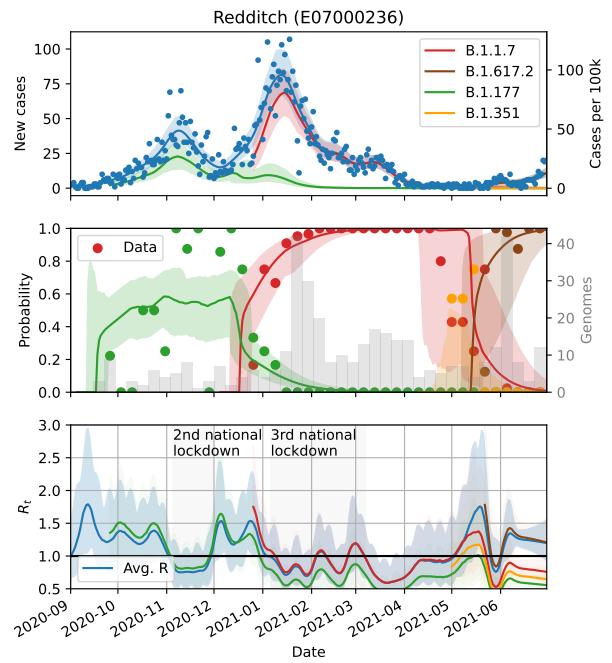 Redditch (E07000236)
New cases
100
75
50
25
0
B.1.1.7
B.1.617.2
B.1.177
B.1.351
100
50
0
Cases per 100k
Probability
1.0
0.8
0.6
0.4
0.2
0.0
Data
40
30
20
10
0
Genomes
R_t
3.0
2.5
2.0
1.5
1.0
0.5
2nd national
lockdown
3rd national
lockdown
Avg. R
2020-09
2020-10
2020-11
2020-12
2021-01
2021-02
2021-03
2021-04
2021-05
2021-06
Date